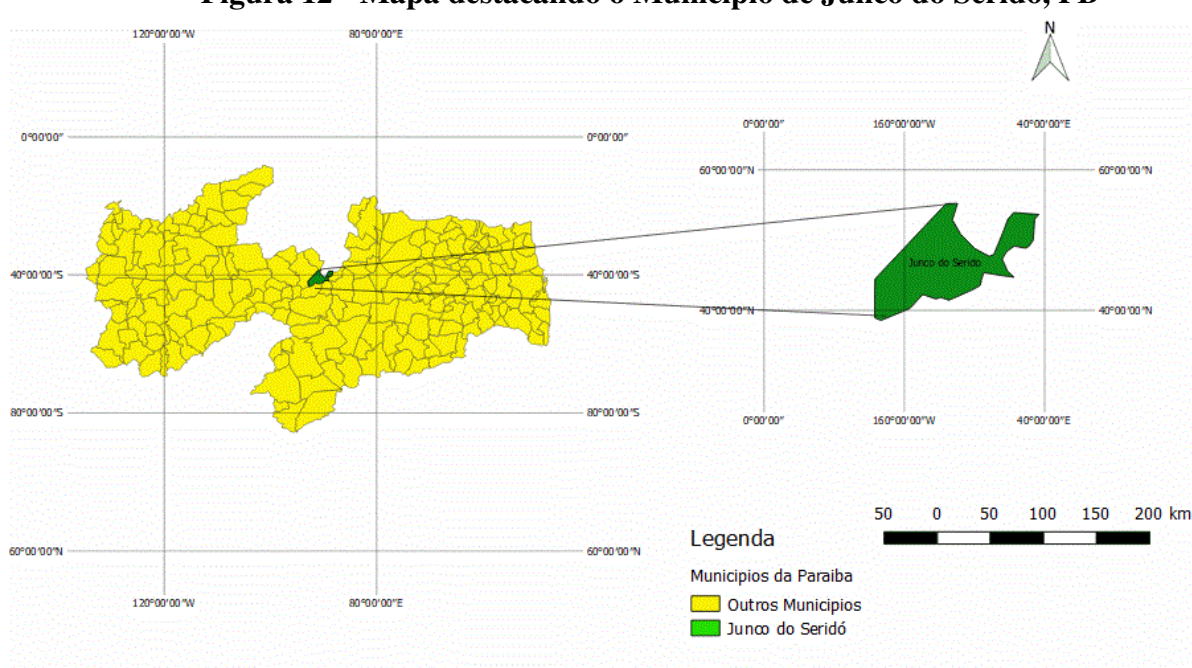 Figura 12 - Mapa destacando o Município de Junco do Seridó, PB
N
120°00'00"W 80°00'00"E
0°00'00" 0°00'00"
0°00'00" 160°00'00"W 40°00'00"E
60°00'00"N 60°00'00"N
Junco do Serido
40°00'00"S 40°00'00"S
40°00'00"N 40°00'00"N
80°00'00"S 80°00'00"S
0°00'00" 160°00'00"W 40°00'00"E
50 0 50 100 150 200 km
Legenda
60°00'00"N 60°00'00"N
Municipios da Paraiba
120°00'00"W 80°00'00"E
Outros Municipios
Junco do Seridó